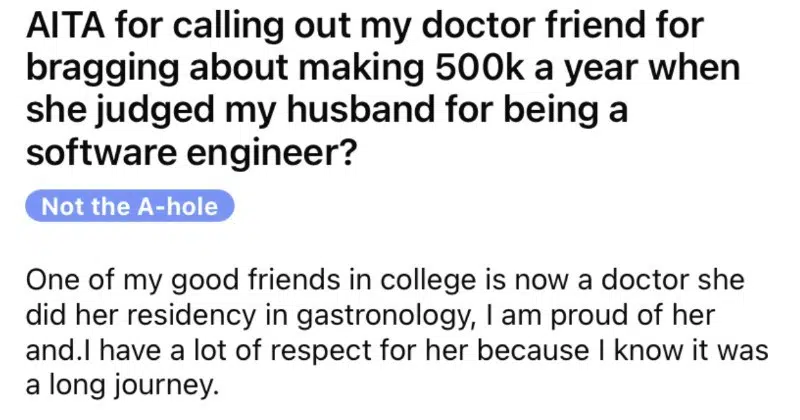 AITA for calling out my doctor friend for
bragging about making 500k a year when
she judged my husband for being a
software engineer?
Not the A-hole
One of my good friends in college is now a doctor she
did her residency in gastronology, I am proud of her
and.I have a lot of respect for her because I know it was
a long journey.